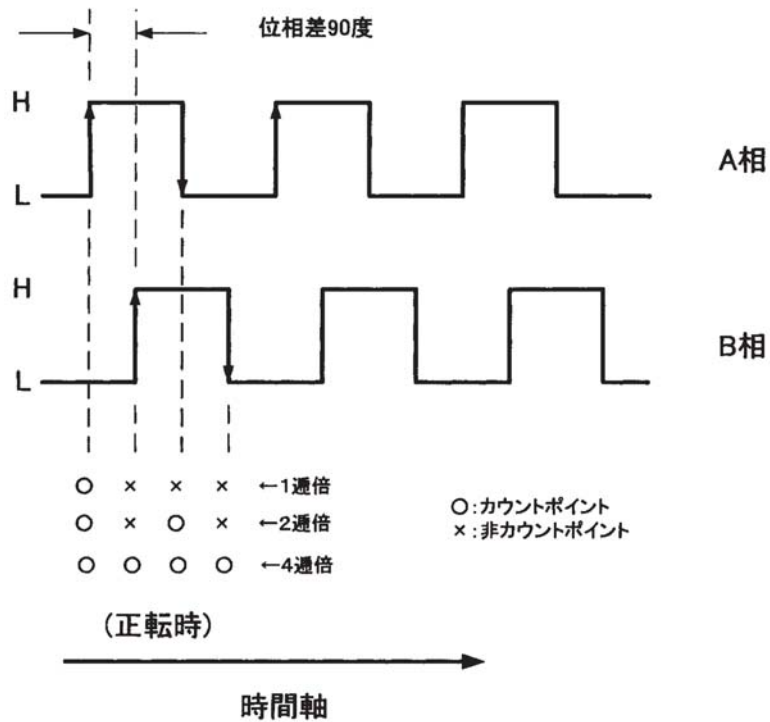 位相差90度
H
L
A相
H
L
B相
○ × × × ←1逓倍
○ × ○ × ←2逓倍
○ ○ ○ ○ ←4逓倍
○:カウントポイント
×:非カウントポイント
(正転時)
時間軸